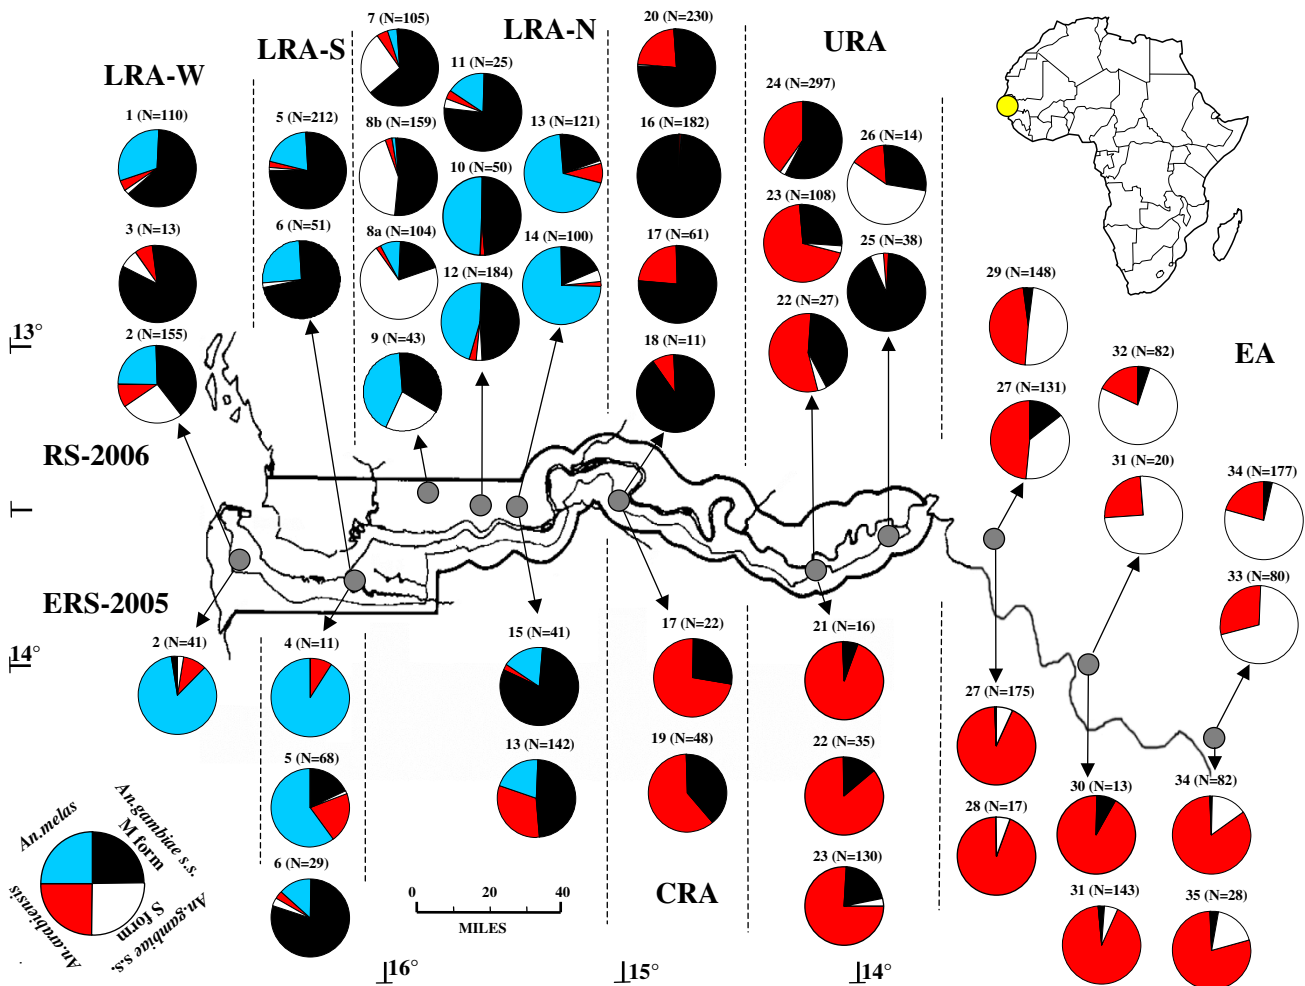 LRA-W
LRA-S
LRA-N
URA
EA
CRA
RS-2006
ERS-2005
7 (N=105)
20 (N=230)
11 (N=25)
24 (N=297)
1 (N=110)
5 (N=212)
8b (N=159)
13 (N=121)
16 (N=182)
26 (N=14)
10 (N=50)
23 (N=108)
3 (N=13)
6 (N=51)
8a (N=104)
14 (N=100)
17 (N=61)
25 (N=38)
12 (N=184)
29 (N=148)
22 (N=27)
13°
2 (N=155)
9 (N=43)
18 (N=11)
32 (N=82)
27 (N=131)
31 (N=20)
34 (N=177)
33 (N=80)
14°
2 (N=41)
4 (N=11)
15 (N=41)
17 (N=22)
21 (N=16)
27 (N=175)
5 (N=68)
13 (N=142)
19 (N=48)
22 (N=35)
30 (N=13)
34 (N=82)
28 (N=17)
6 (N=29)
23 (N=130)
31 (N=143)
35 (N=28)
An.melas
An.gambiae s.s.
M form
An.arabiensis
S form
An.gambiae s.s.
0 20 40
MILES
16°
15°
14°